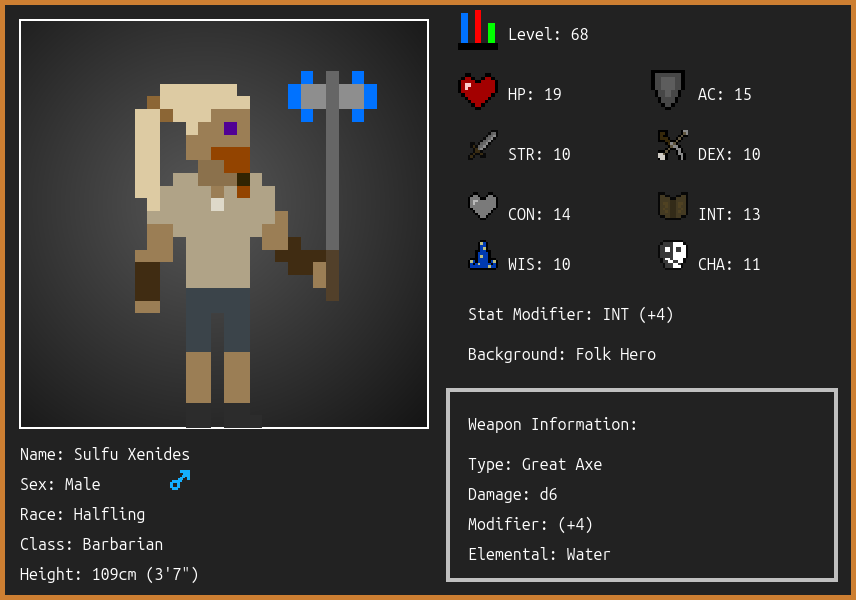 Level: 68
HP: 19
AC: 15
STR: 10
DEX: 10
CON: 14
INT: 13
WIS: 10
CHA: 11
Stat Modifier: INT (+4)
Background: Folk Hero
Weapon Information:
Type: Great Axe
Damage: d6
Modifier: (+4)
Elemental: Water
Name: Sulfu Xenides
Sex: Male
Race: Halfling
Class: Barbarian
Height: 109cm (3'7")